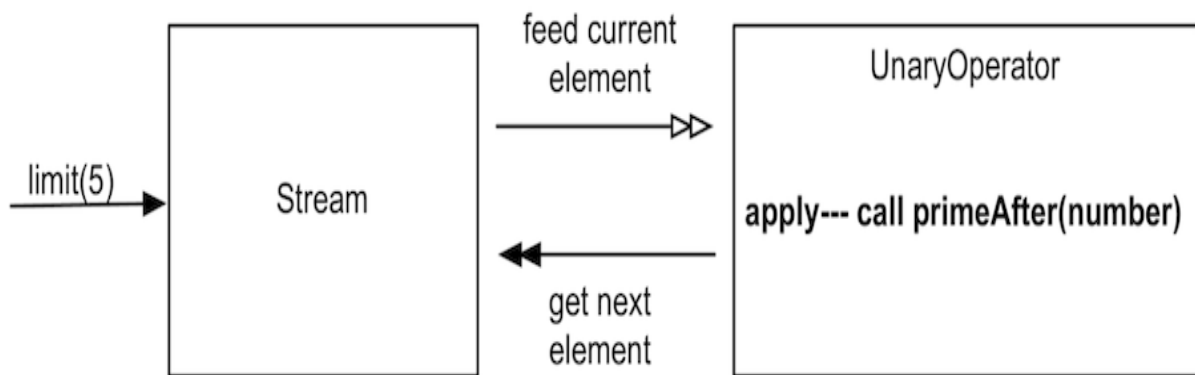 feed current
element
UnaryOperator
limit(5)
Stream
apply--- call primeAfter(number)
get next
element